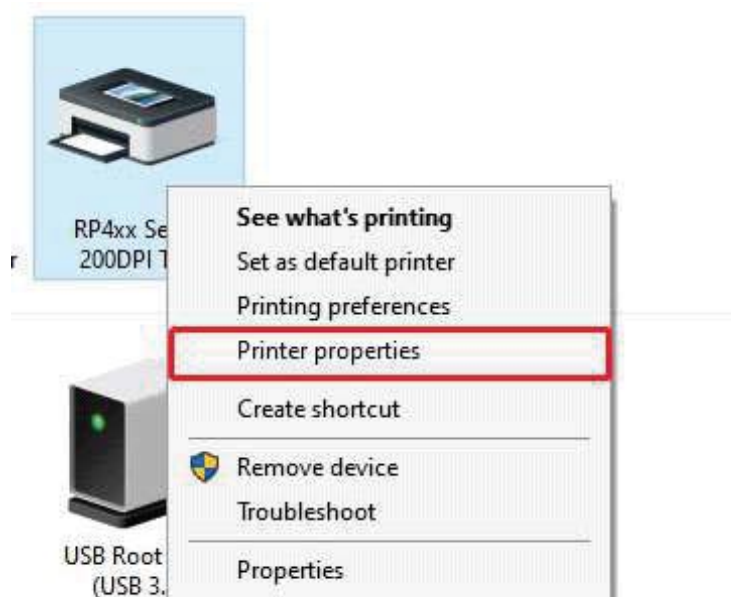 RP4xx Se
200DPI T
r
See what's printing
Set as default printer
Printing preferences
Printer properties
Create shortcut
Remove device
Troubleshoot
Properties
USB Root
(USB 3.